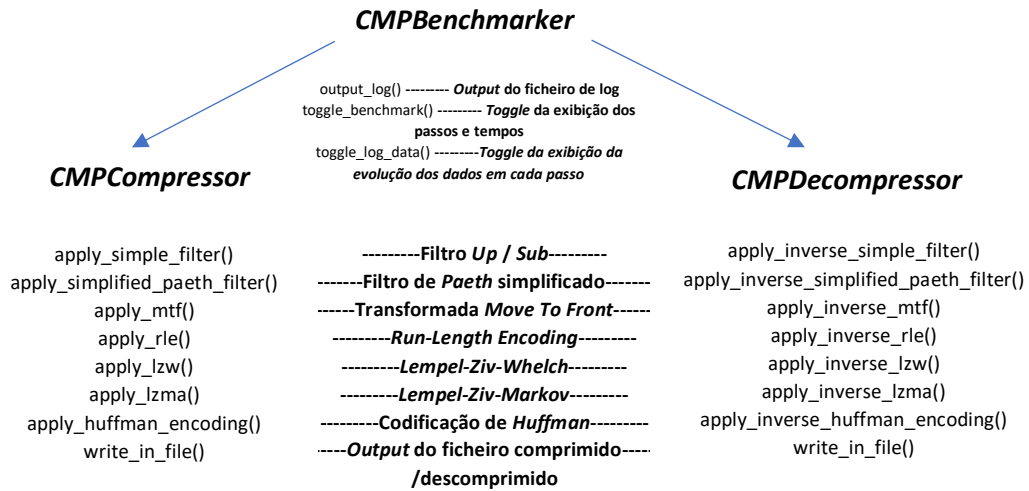 CMPBenchmarker
output_log() --------- Output do ficheiro de log
toggle_benchmark() --------- Toggle da exibição dos
passos e tempos
toggle_log_data() ---------Toggle da exibição da
evolução dos dados em cada passo
CMPCompressor
CMPDecompressor
apply_simple_filter() ---------Filtro Up / Sub--------- apply_inverse_simple_filter()
apply_simplified_paeth_filter() -------Filtro de Paeth simplificado------- apply_inverse_simplified_paeth_filter()
apply_mtf() ------Transformada Move To Front------ apply_inverse_mtf()
apply_rle() ---------Run-Length Encoding--------- apply_inverse_rle()
apply_lzw() ---------Lempel-Ziv-Whelch--------- apply_inverse_lzw()
apply_lzma() ---------Lempel-Ziv-Markov--------- apply_inverse_lzma()
apply_huffman_encoding() ---------Codificação de Huffman--------- apply_inverse_huffman_encoding()
write_in_file() -----Output do ficheiro comprimido----- write_in_file()
/descomprimido